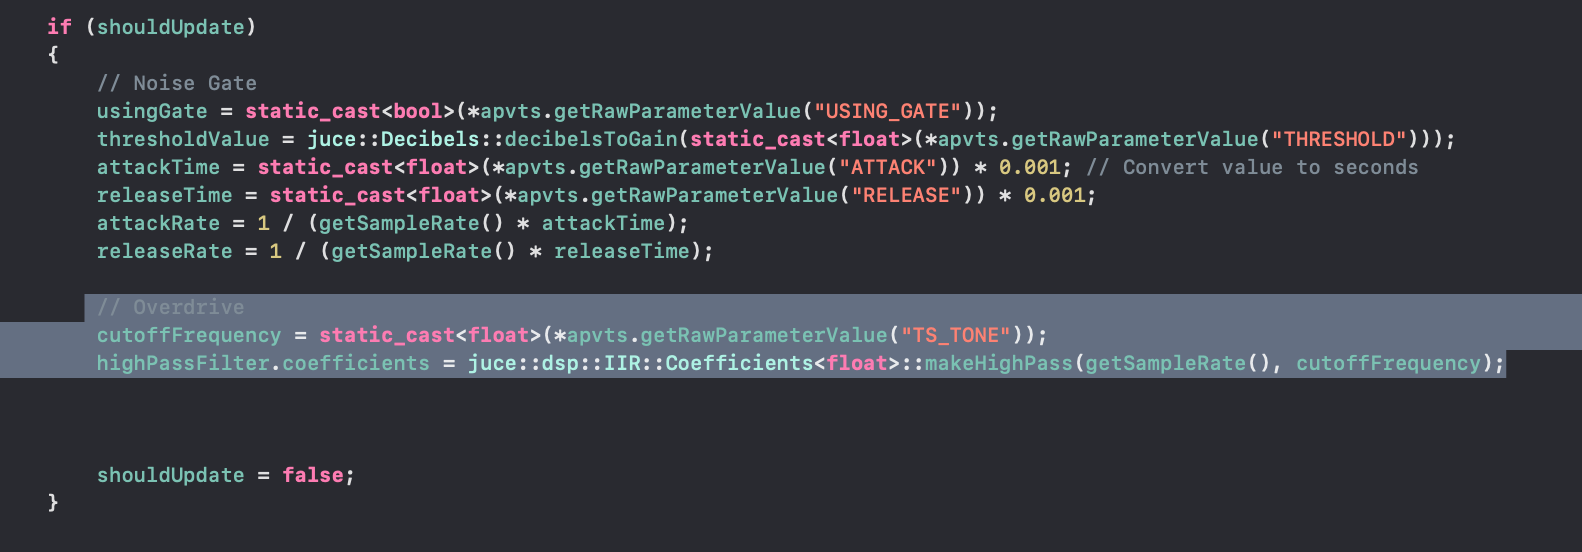 if (shouldUpdate)
{
// Noise Gate
usingGate = static_cast<bool>(*apvts.getRawParameterValue("USING_GATE"));
thresholdValue = juce::Decibels::decibelsToGain(static_cast<float>(*apvts.getRawParameterValue("THRESHOLD")));
attackTime = static_cast<float>(*apvts.getRawParameterValue("ATTACK")) * 0.001; // Convert value to seconds
releaseTime = static_cast<float>(*apvts.getRawParameterValue("RELEASE")) * 0.001;
attackRate = 1 / (getSampleRate() * attackTime);
releaseRate = 1 / (getSampleRate() * releaseTime);
// Overdrive
cutoffFrequency = static_cast<float>(*apvts.getRawParameterValue("TS_TONE"));
highPassFilter.coefficients = juce::dsp::IIR::Coefficients<float>::makeHighPass(getSampleRate(), cutoffFrequency);
shouldUpdate = false;
}